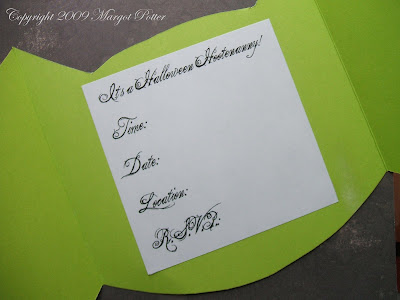 Copyright 2009 Margot Potter
It's a Halloween Hootenanny!
Time:
Date:
Location:
R.S.V.P.: